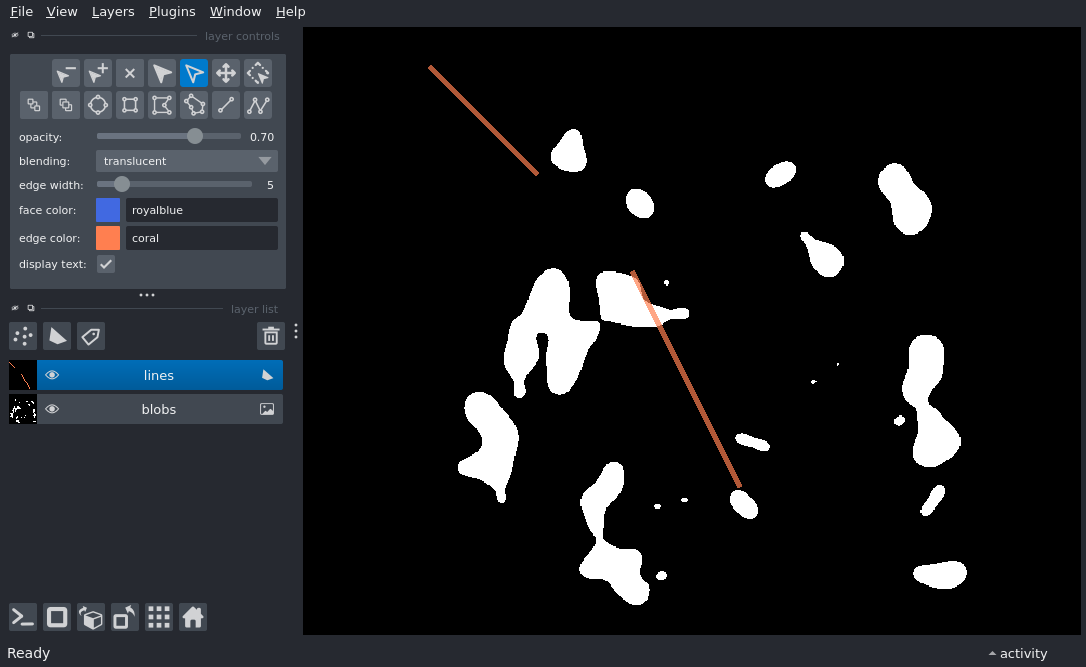 File View Layers Plugins Window Help
layer controls
opacity: 0.70
blending: translucent
edge width: 5
face color: royalblue
edge color: coral
display text:
layer list
lines
blobs
Ready
activity